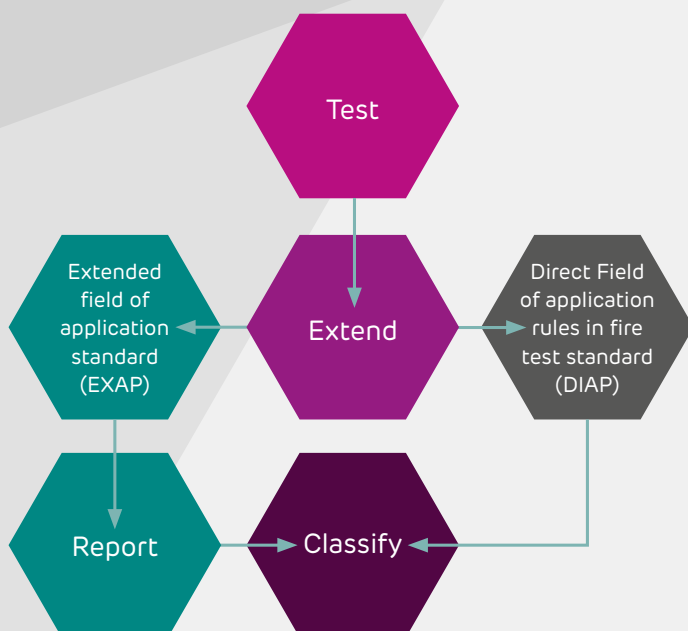 Test
Extended
field of
application
standard
(EXAP)
Extend
Direct Field
of application
rules in fire
test standard
(DIAP)
Report
Classify